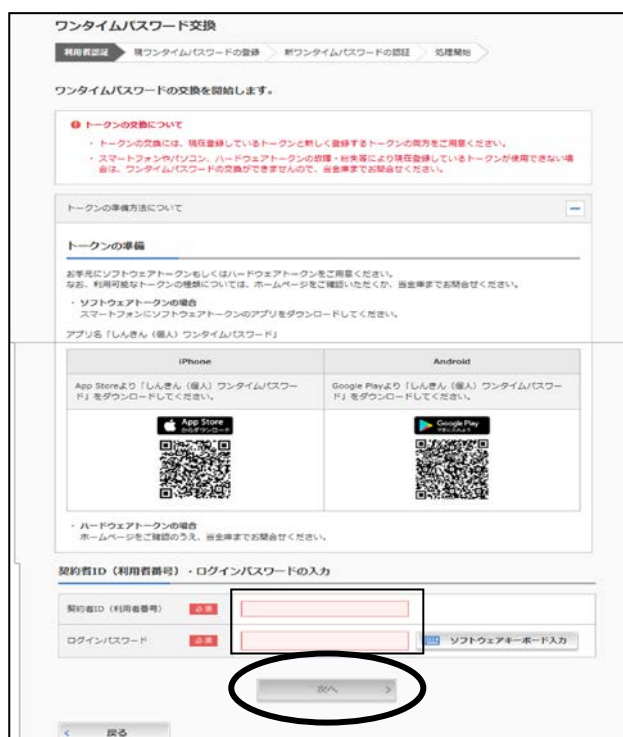 ワンタイムパスワード交換
利用者認証 現ワンタイムパスワードの登録 新ワンタイムパスワードの認証 処理開始
ワンタイムパスワードの交換を開始します。
トークンの交換について
・ トークンの交換には、現在登録しているトークンと新しく登録するトークンの両方をご用意ください。
・ スマートフォンやパソコン、ハードウェアトークンの故障・紛失等により現在登録しているトークンが使用できない場
合は、ワンタイムパスワードの交換ができませんので、当金庫までお問合せください。
トークンの準備方法について
トークンの準備
お手元にソフトウェアトークンもしくはハードウェアトークンをご用意ください。
なお、利用可能なトークンの種類については、ホームページをご確認いただくか、当金庫までお問合せください。
・ ソフトウェアトークンの場合
スマートフォンにソフトウェアトークンのアプリをダウンロードしてください。
アプリ名「しんきん（個人）ワンタイムパスワード」
iPhone Android
App Storeより「しんきん（個人）ワンタイムパスワー
ド」をダウンロードしてください。
Google Playより「しんきん（個人）ワンタイムパスワー
ド」をダウンロードしてください。
App Store
からダウンロード
Google Play
で手に入れよう
・ ハードウェアトークンの場合
ホームページをご確認のうえ、当金庫までお問合せください。
契約者ID（利用者番号）・ログインパスワードの入力
契約者ID（利用者番号） 必須
ログインパスワード 必須 ソフトウェアキーボード入力
次へ >
< 戻る